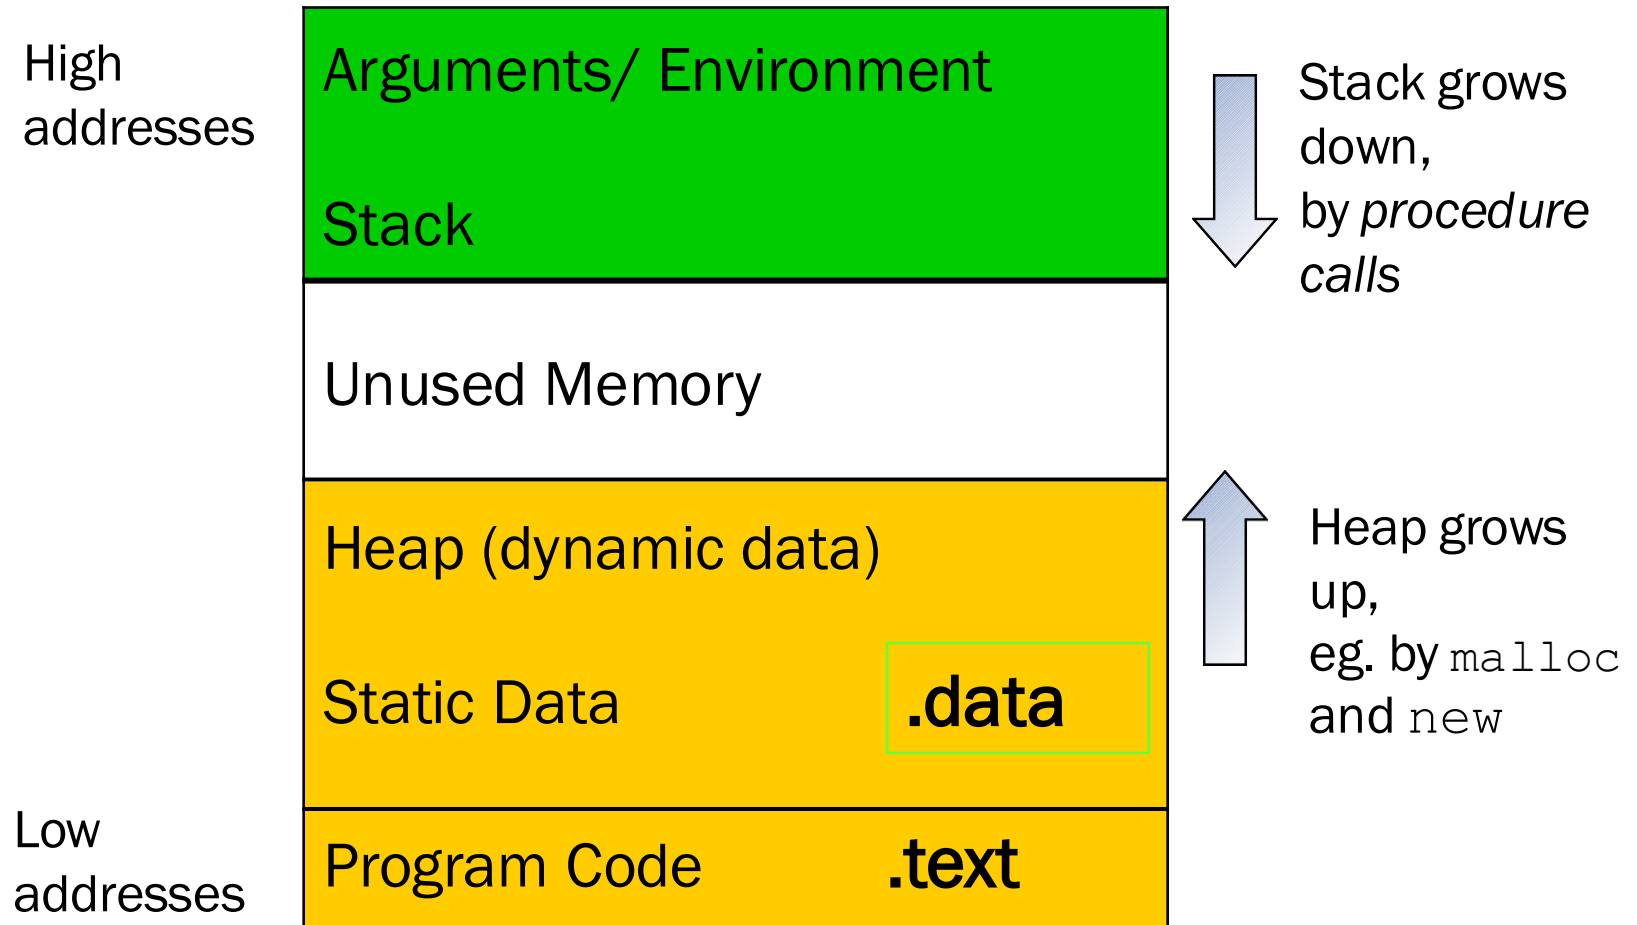 High
addresses
Arguments/ Environment
Stack
Stack grows
down,
by procedure
calls
Unused Memory
Heap (dynamic data)
Heap grows
up,
eg. by malloc
and new
Static Data .data
Low
addresses
Program Code .text